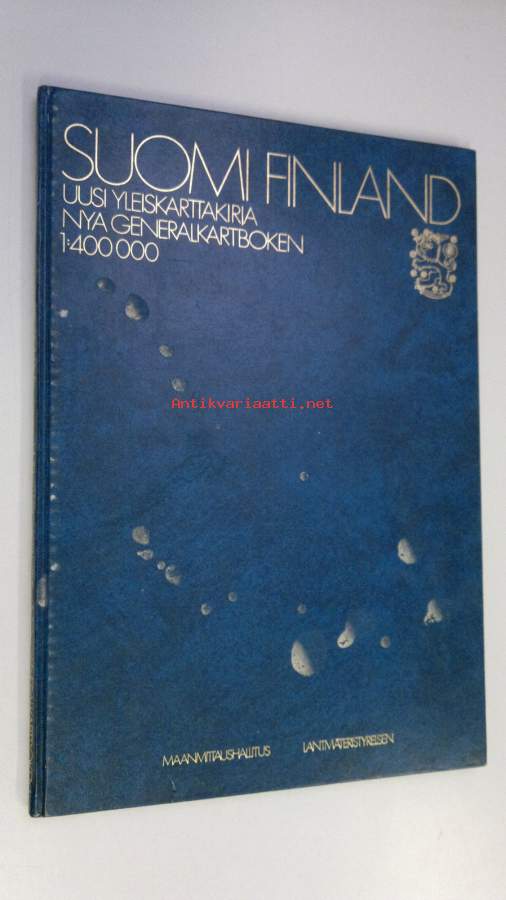 SUOMI FINLAND
UUSI YLEISKARTTAKIRJA
NYA GENERALKARTBOKEN
1:400 000
Antikvariaatti.net
MAANMITTAUSHALLITUS LANTMÄTERISTYRELSEN